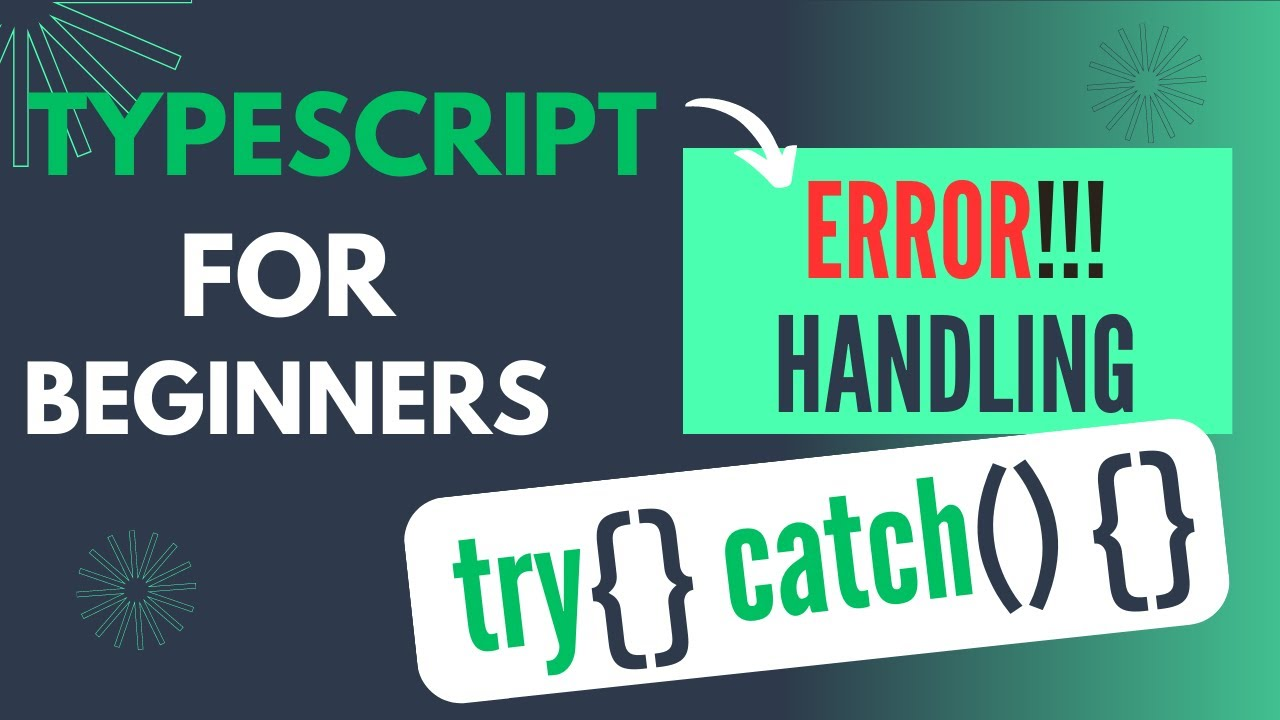 TYPESCRIPT
FOR
BEGINNERS
ERROR!!!
HANDLING
try{} catch() {}